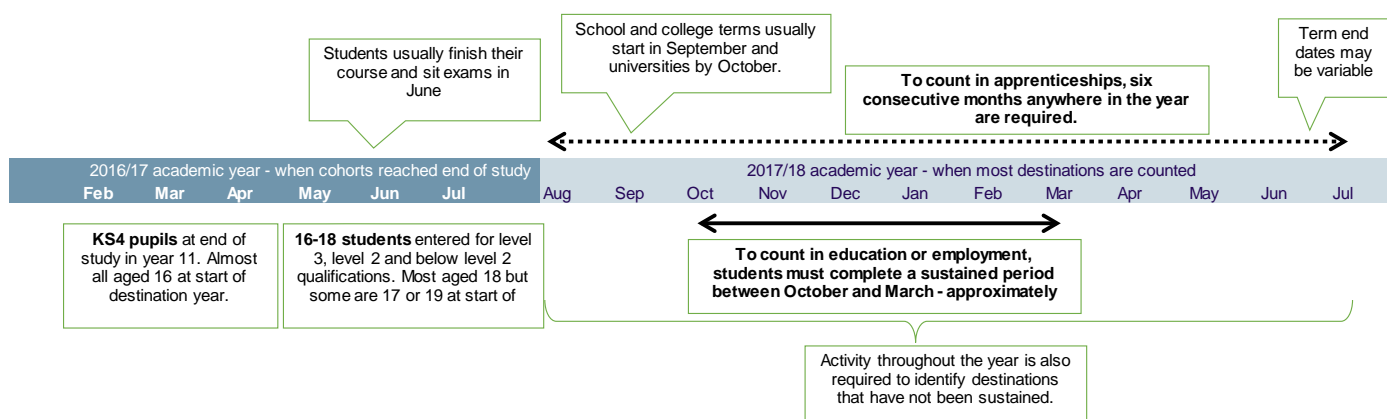 Students usually finish their
course and sit exams in
June
School and college terms usually
start in September and
universities by October.
To count in apprenticeships, six
consecutive months anywhere in the year
are required.
Term end
dates may
be variable
2016/17 academic year - when cohorts reached end of study
2017/18 academic year - when most destinations are counted
Feb Mar Apr May Jun Jul Aug Sep Oct Nov Dec Jan Feb Mar Apr May Jun Jul
KS4 pupils at end of
study in year 11. Almost
all aged 16 at start of
destination year.
16-18 students entered for level
3, level 2 and below level 2
qualifications. Most aged 18 but
some are 17 or 19 at start of
To count in education or employment,
students must complete a sustained period
between October and March - approximately
Activity throughout the year is also
required to identify destinations
that have not been sustained.